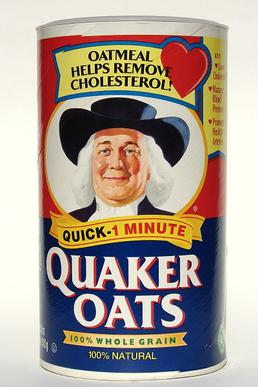 OATMEAL
HELPS REMOVE
CHOLESTEROL!
QUICK-1 MINUTE
QUAKER
®
OATS
100% WHOLE GRAIN
100% NATURAL